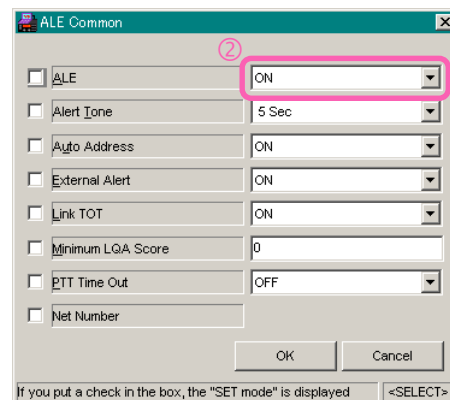 ALE Common
②
ALE ON
Alert Tone 5 Sec
Auto Address ON
External Alert ON
Link TOT ON
Minimum LQA Score 0
PTT Time Out OFF
Net Number
OK Cancel
If you put a check in the box, the "SET mode" is displayed <SELECT>